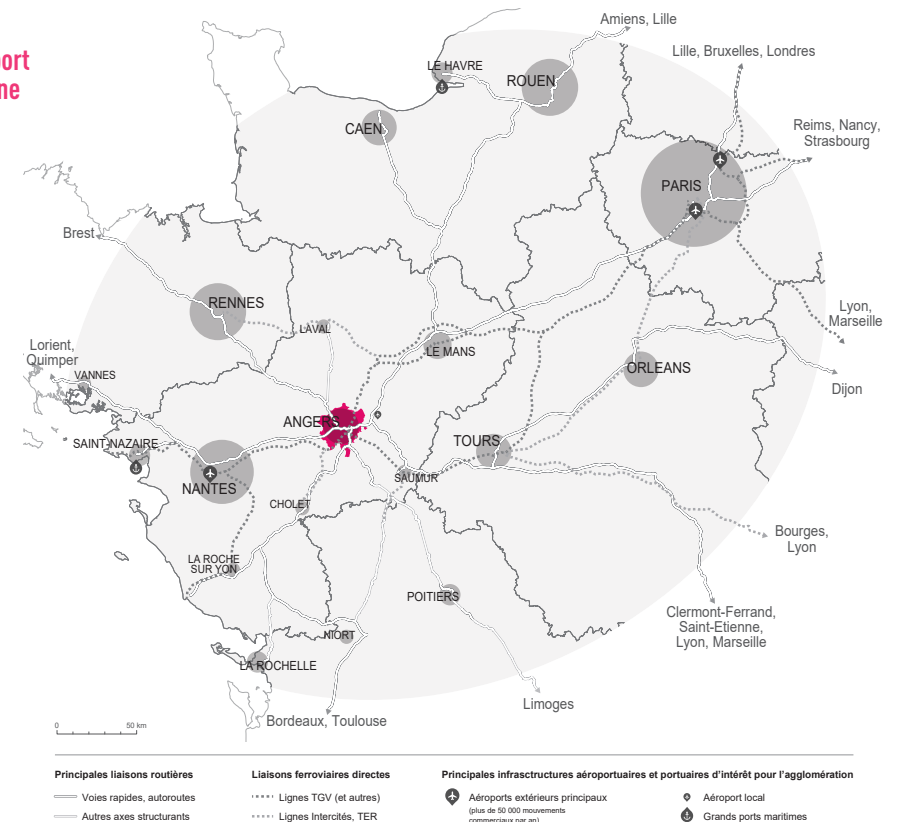 ort
ne
Amiens, Lille
Lille, Bruxelles, Londres
LE HAVRE
ROUEN
CAEN
Reims, Nancy,
Strasbourg
PARIS
Brest
RENNES
LAVAL
LE MANS
Lyon,
Marseille
Lorient,
Quimper
VANNES
ORLEANS
Dijon
ANGERS
SAINT-NAZAIRE
TOURS
SAUMUR
NANTES
CHOLET
Bourges,
Lyon
LA ROCHE
SUR YON
POITIERS
Clermont-Ferrand,
Saint-Etienne,
Lyon, Marseille
NIORT
LA ROCHELLE
Limoges
Bordeaux, Toulouse
0 50 km
Principales liaisons routières
Voies rapides, autoroutes
Autres axes structurants
Liaisons ferroviaires directes
Lignes TGV (et autres)
Lignes Intercités, TER
Principales infrasctructures aéroportuaires et portuaires d'intérêt pour l'agglomération
Aéroports extérieurs principaux
(plus de 50 000 mouvements
commerciaux par an)
Aéroport local
Grands ports maritimes